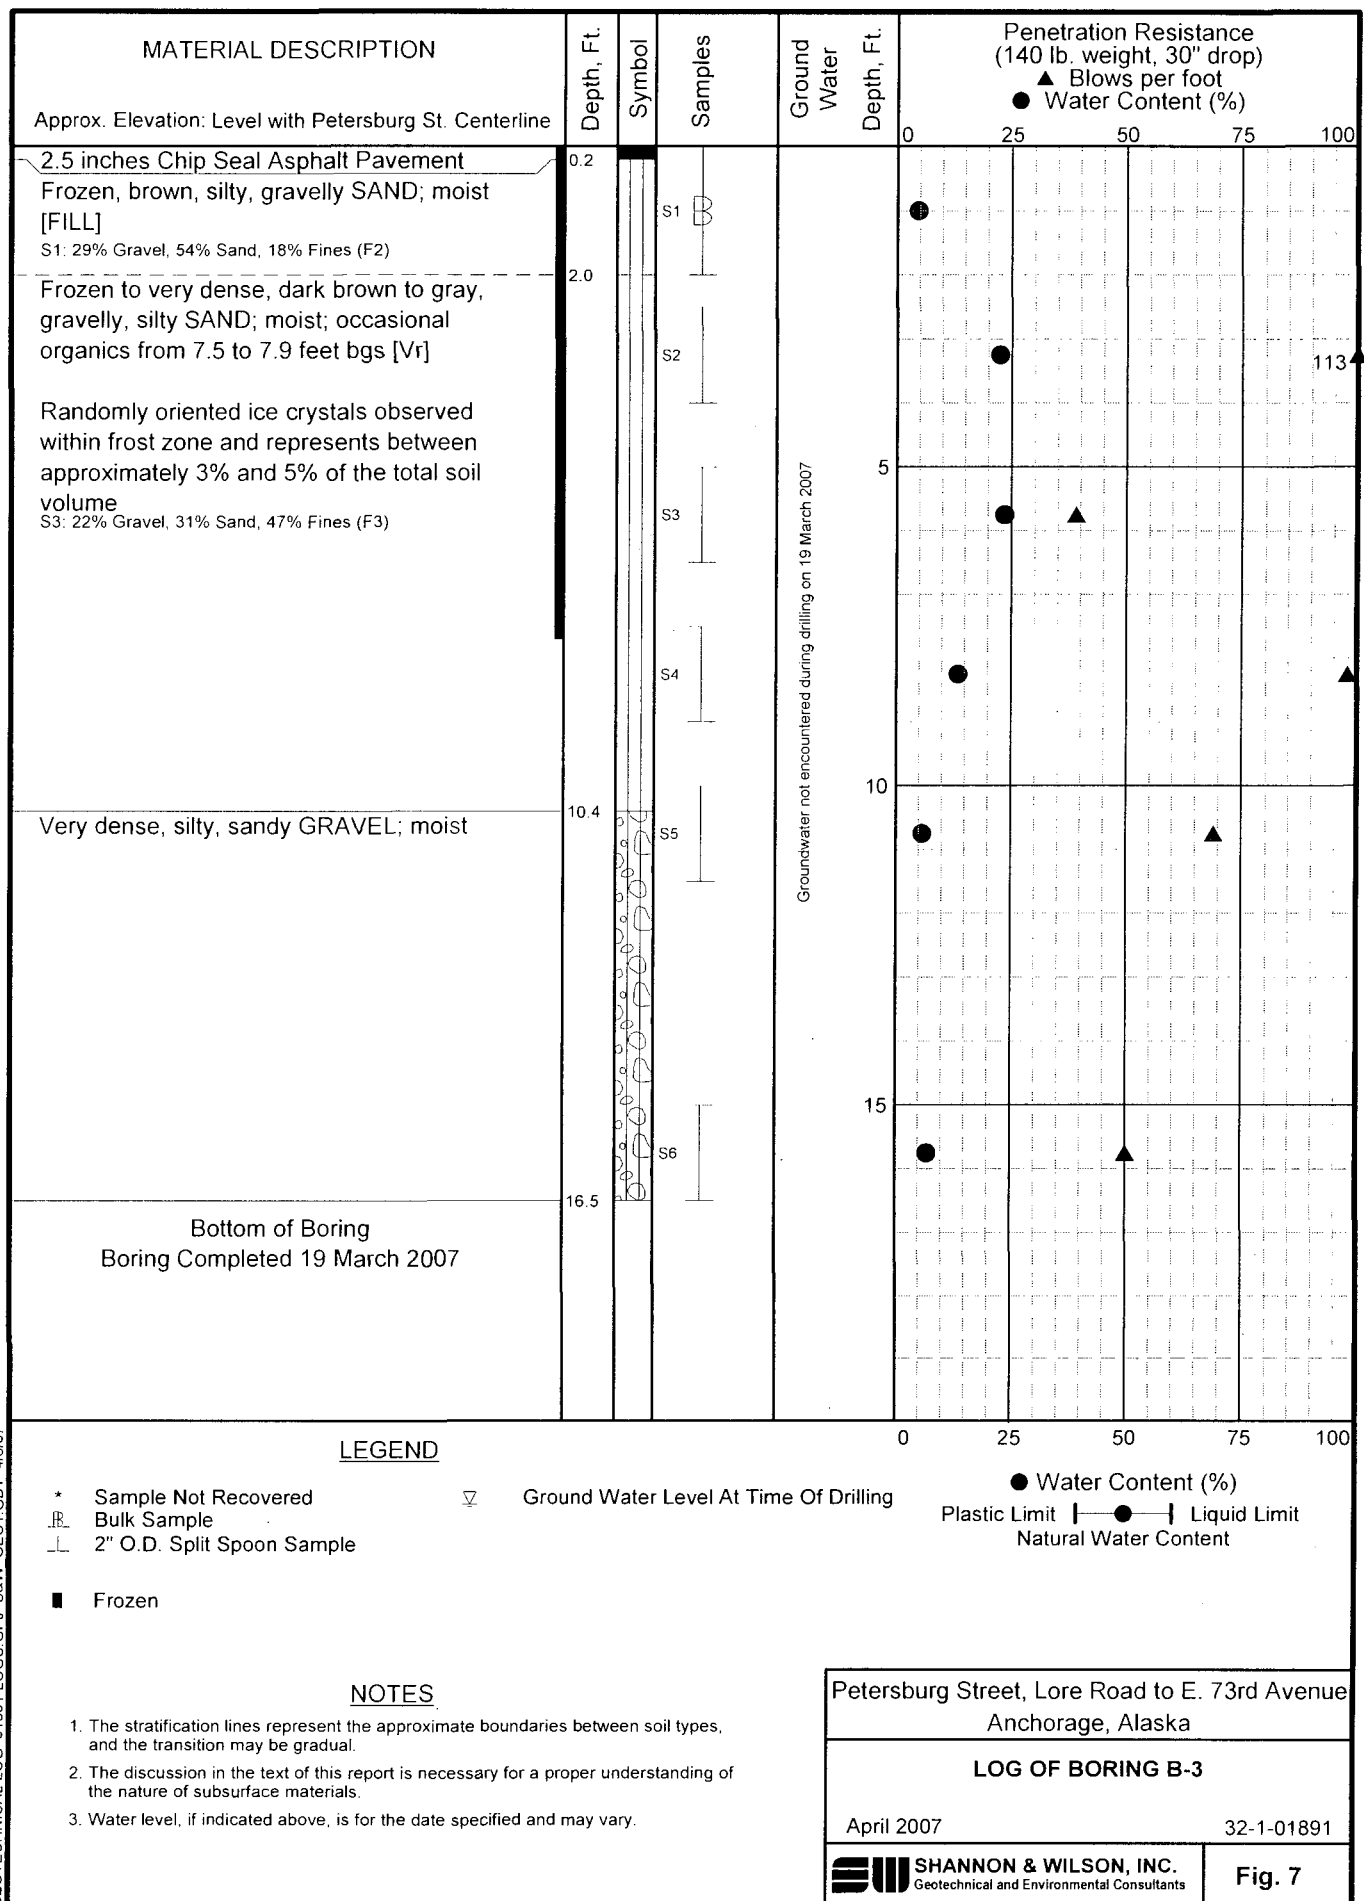 MATERIAL DESCRIPTION
Approx. Elevation: Level with Petersburg St. Centerline
Depth, Ft.
Symbol
Samples
Ground
Water
Depth, Ft.
Penetration Resistance
(140 lb. weight, 30" drop)
▲ Blows per foot
● Water Content (%)
0 25 50 75 100
2.5 inches Chip Seal Asphalt Pavement
0.2
Frozen, brown, silty, gravelly SAND; moist
[FILL]
S1: 29% Gravel, 54% Sand, 18% Fines (F2)
S1
2.0
Frozen to very dense, dark brown to gray,
gravelly, silty SAND; moist; occasional
organics from 7.5 to 7.9 feet bgs [Vr]
S2
113
Randomly oriented ice crystals observed
within frost zone and represents between
approximately 3% and 5% of the total soil
volume
S3: 22% Gravel, 31% Sand, 47% Fines (F3)
5
S3
S4
Groundwater not encountered during drilling on 19 March 2007
10
10.4
Very dense, silty, sandy GRAVEL; moist
S5
15
S6
16.5
Bottom of Boring
Boring Completed 19 March 2007
0 25 50 75 100
LEGEND
* Sample Not Recovered
Bulk Sample
2" O.D. Split Spoon Sample
Frozen
Ground Water Level At Time Of Drilling
● Water Content (%)
Plastic Limit Liquid Limit
Natural Water Content
NOTES
1. The stratification lines represent the approximate boundaries between soil types,
and the transition may be gradual.
2. The discussion in the text of this report is necessary for a proper understanding of
the nature of subsurface materials.
3. Water level, if indicated above, is for the date specified and may vary.
Petersburg Street, Lore Road to E. 73rd Avenue
Anchorage, Alaska
LOG OF BORING B-3
April 2007 32-1-01891
SHANNON & WILSON, INC.
Geotechnical and Environmental Consultants
Fig. 7